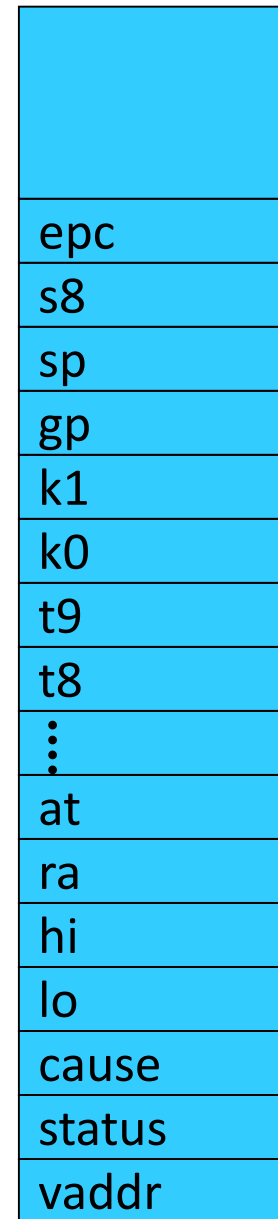 epc
s8
sp
gp
k1
k0
t9
t8
⋮
at
ra
hi
lo
cause
status
vaddr